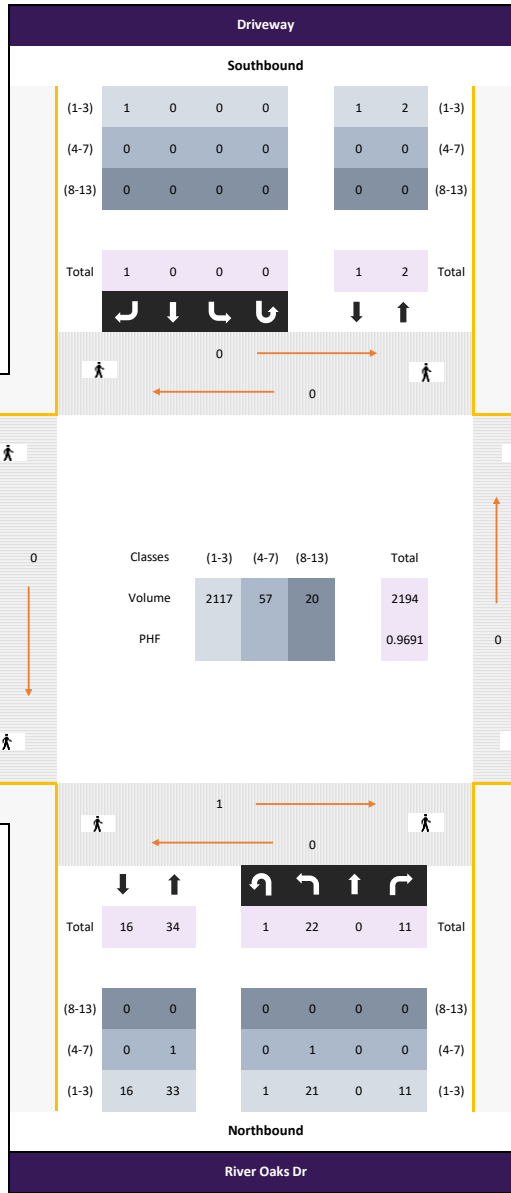 Driveway
Southbound
(1-3) 1 0 0 0 1 2 (1-3)
(4-7) 0 0 0 0 0 0 (4-7)
(8-13) 0 0 0 0 0 0 (8-13)
Total 1 0 0 0 1 2 Total
0
0
0
Classes (1-3) (4-7) (8-13) Total
Volume 2117 57 20 2194
PHF 0.9691
0
1
0
Total 16 34 1 22 0 11 Total
(8-13) 0 0 0 0 0 0 (8-13)
(4-7) 0 1 0 1 0 0 (4-7)
(1-3) 16 33 1 21 0 11 (1-3)
Northbound
River Oaks Dr